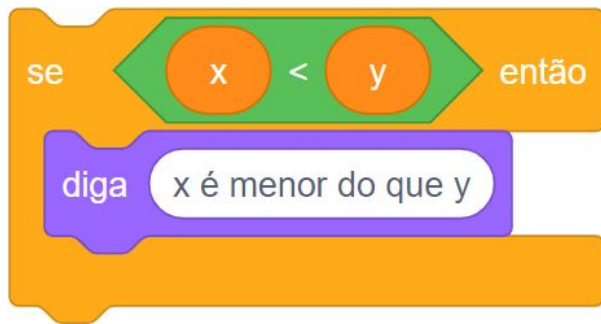 se x < y então
diga x é menor do que y